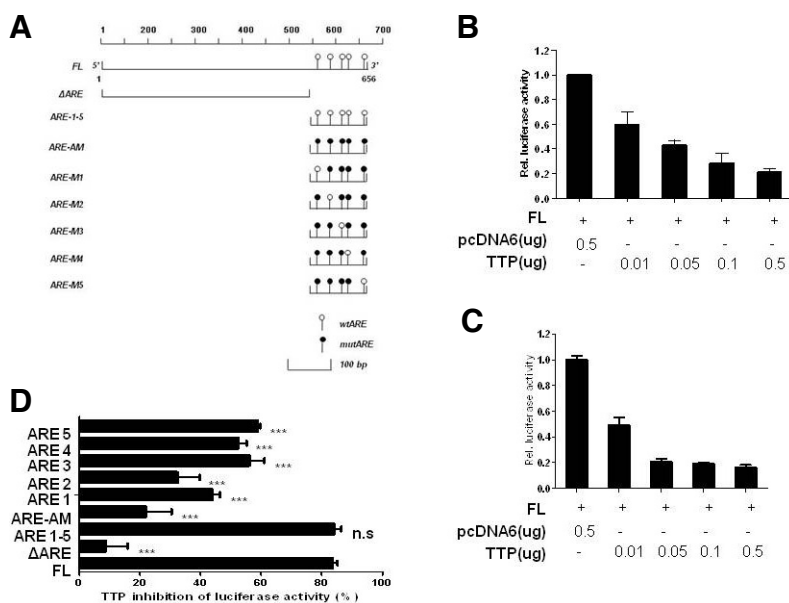 A
1 100 200 300 400 500 600 700
FL 5' 3'
1 656
ΔARE
ARE-1-5
ARE-AM
ARE-M1
ARE-M2
ARE-M3
ARE-M4
ARE-M5
wtARE
mutARE
100 bp
B
Rel. luciferase activity
1.2
1.0
0.8
0.6
0.4
0.2
0.0
FL + + + + +
pcDNA6(ug) 0.5 - - - -
TTP(ug) - 0.01 0.05 0.1 0.5
C
Rel. luciferase activity
1.2
1.0
0.8
0.6
0.4
0.2
0.0
FL + + + + +
pcDNA6(ug) 0.5 - - - -
TTP(ug) - 0.01 0.05 0.1 0.5
D
ARE 5 ***
ARE 4 ***
ARE 3 ***
ARE 2 ***
ARE 1 ***
ARE-AM ***
ARE 1-5 n.s
ΔARE ***
FL
0 20 40 60 80 100
TTP inhibition of luciferase activity (%)